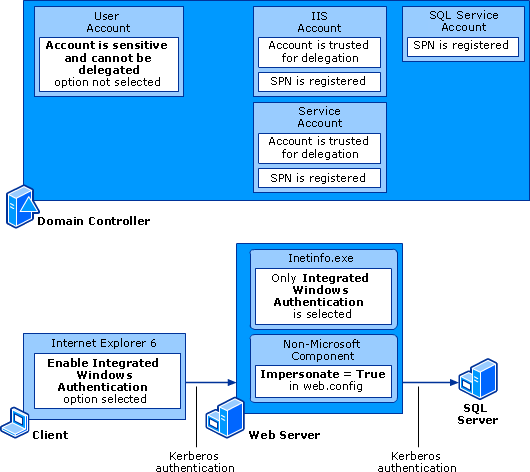 User
Account
Account is sensitive
and cannot be
delegated
option not selected
IIS
Account
Account is trusted
for delegation
SPN is registered
SQL Service
Account
SPN is registered
Service
Account
Account is trusted
for delegation
SPN is registered
Domain Controller
Inetinfo.exe
Only Integrated
Windows
Authentication
is selected
Non-Microsoft
Component
Impersonate = True
in web.config
Internet Explorer 6
Enable Integrated
Windows
Authentication
option selected
Client
Web Server
SQL
Server
Kerberos
authentication
Kerberos
authentication